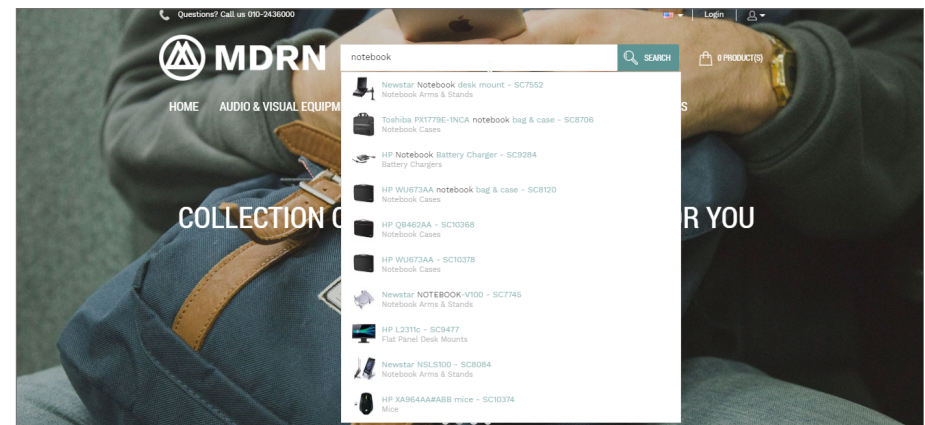 Questions? Call us 010-2436000
Login
MDRN
notebook
SEARCH
0 PRODUCT(S)
HOME AUDIO & VISUAL EQUIPM
S
Newstar Notebook desk mount - SC7552
Notebook Arms & Stands
Toshiba PX1779E-1NCA notebook bag & case - SC8706
Notebook Cases
HP Notebook Battery Charger - SC9284
Battery Chargers
HP WU673AA notebook bag & case - SC8120
Notebook Cases
COLLECTION
R YOU
HP QB462AA - SC10368
Notebook Cases
HP WU673AA - SC10378
Notebook Cases
Newstar NOTEBOOK-V100 - SC7745
Notebook Arms & Stands
HP L2311c - SC9477
Flat Panel Desk Mounts
Newstar NSLS100 - SC8084
Notebook Arms & Stands
HP XA964AA#ABB mice - SC10374
Mice